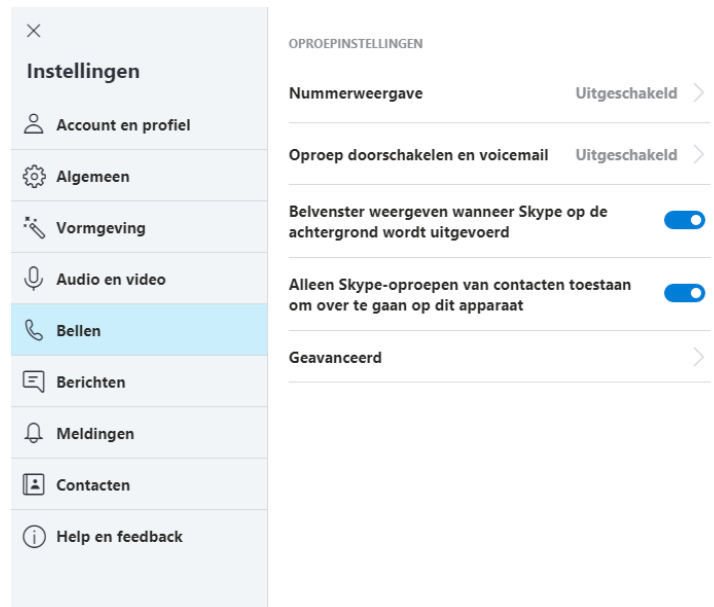 Instellingen
Account en profiel
Algemeen
Vormgeving
Audio en video
Bellen
Berichten
Meldingen
Contacten
Help en feedback
OPROEPINSTELLINGEN
Nummerweergave Uitgeschakeld
Oproep doorschakelen en voicemail Uitgeschakeld
Belvenster weergeven wanneer Skype op de
achtergrond wordt uitgevoerd
Alleen Skype-oproepen van contacten toestaan
om over te gaan op dit apparaat
Geavanceerd